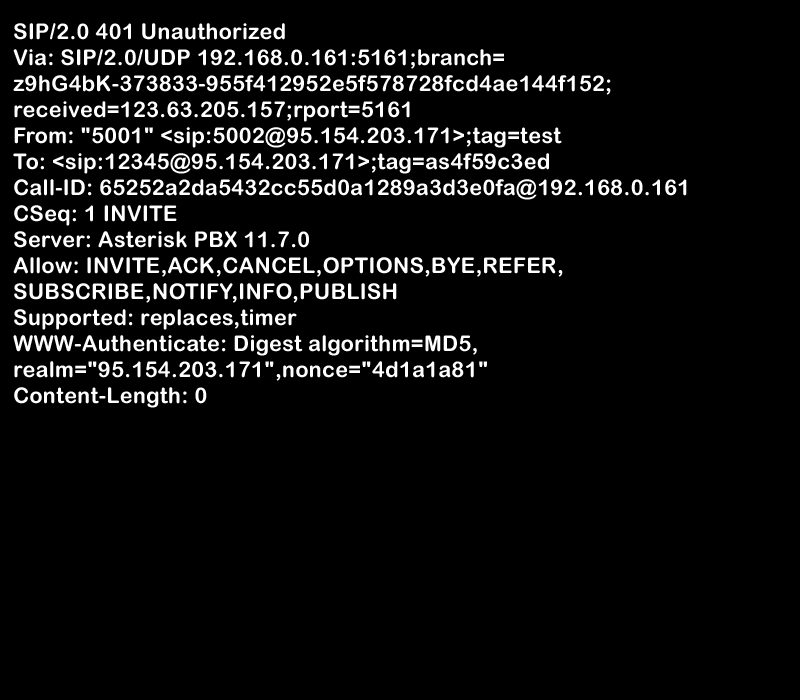 SIP/2.0 401 Unauthorized
Via: SIP/2.0/UDP 192.168.0.161:5161;branch=
z9hG4bK-373833-955f412952e5f578728fcd4ae144f152;
received=123.63.205.157;rport=5161
From: "5001" <sip:5002@95.154.203.171>;tag=test
To: <sip:12345@95.154.203.171>;tag=as4f59c3ed
Call-ID: 65252a2da5432cc55d0a1289a3d3e0fa@192.168.0.161
CSeq: 1 INVITE
Server: Asterisk PBX 11.7.0
Allow: INVITE,ACK,CANCEL,OPTIONS,BYE,REFER,
SUBSCRIBE,NOTIFY,INFO,PUBLISH
Supported: replaces,timer
WWW-Authenticate: Digest algorithm=MD5,
realm="95.154.203.171",nonce="4d1a1a81"
Content-Length: 0